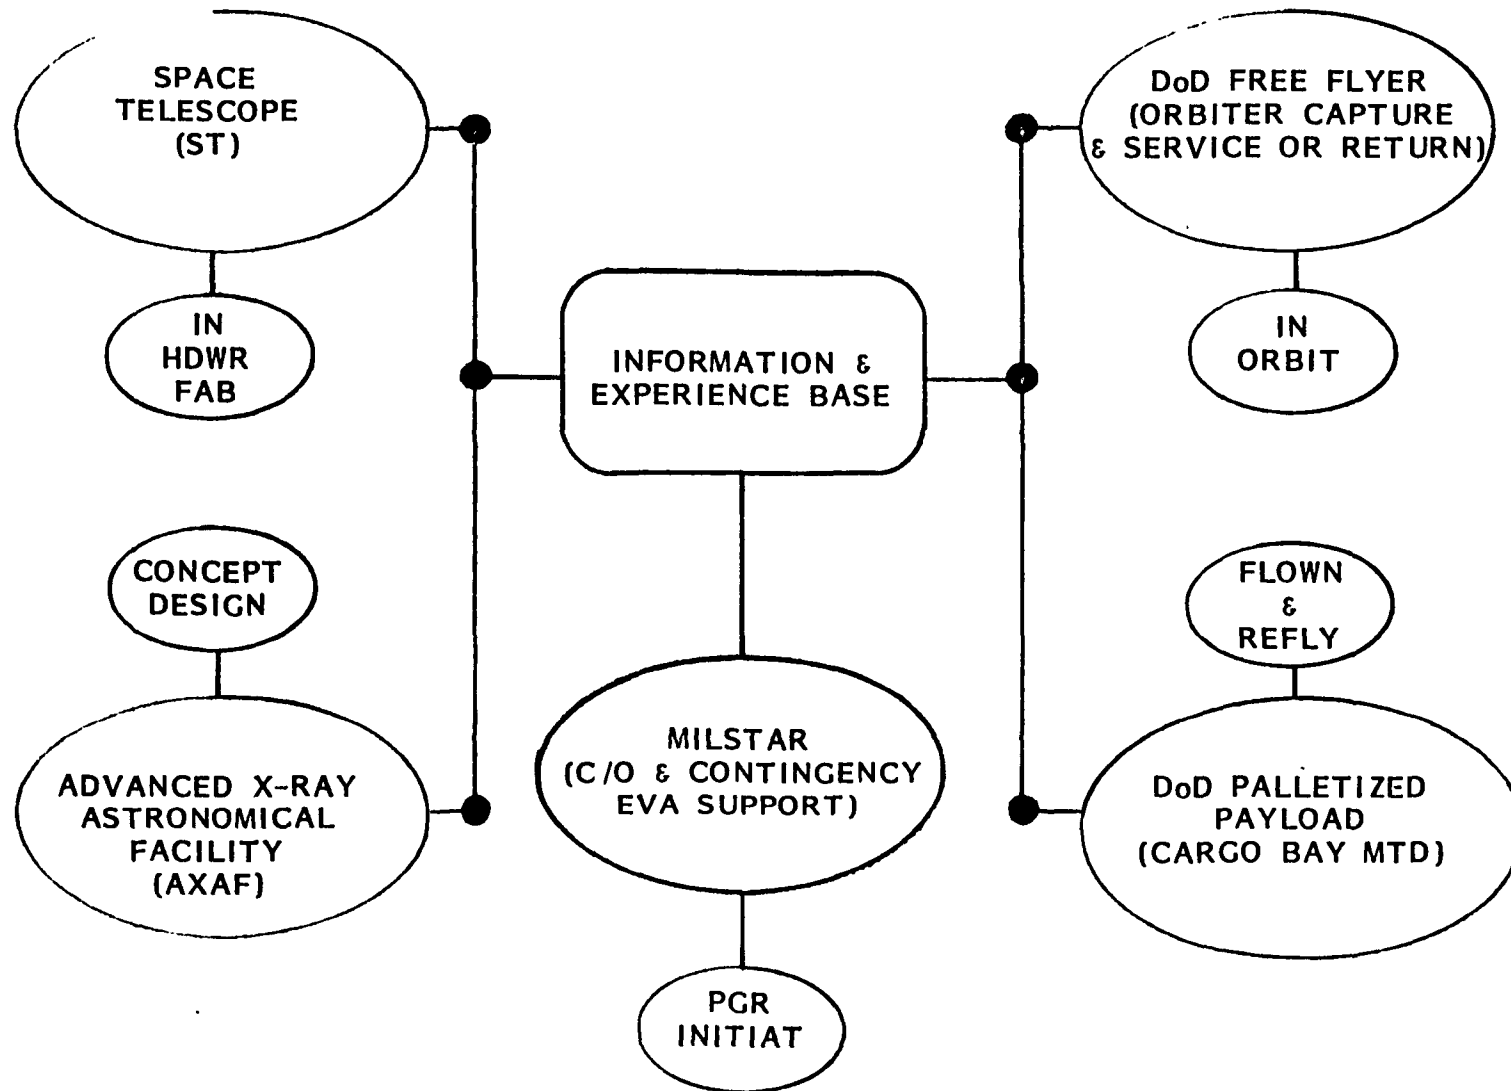 SPACE
TELESCOPE
(ST)
IN
HDWR
FAB
DoD FREE FLYER
(ORBITER CAPTURE
& SERVICE OR RETURN)
IN
ORBIT
INFORMATION &
EXPERIENCE BASE
CONCEPT
DESIGN
ADVANCED X-RAY
ASTRONOMICAL
FACILITY
(AXAF)
MILSTAR
(C/O & CONTINGENCY
EVA SUPPORT)
PGR
INITIAT
FLOWN
&
REFLY
DoD PALLETIZED
PAYLOAD
(CARGO BAY MTD)